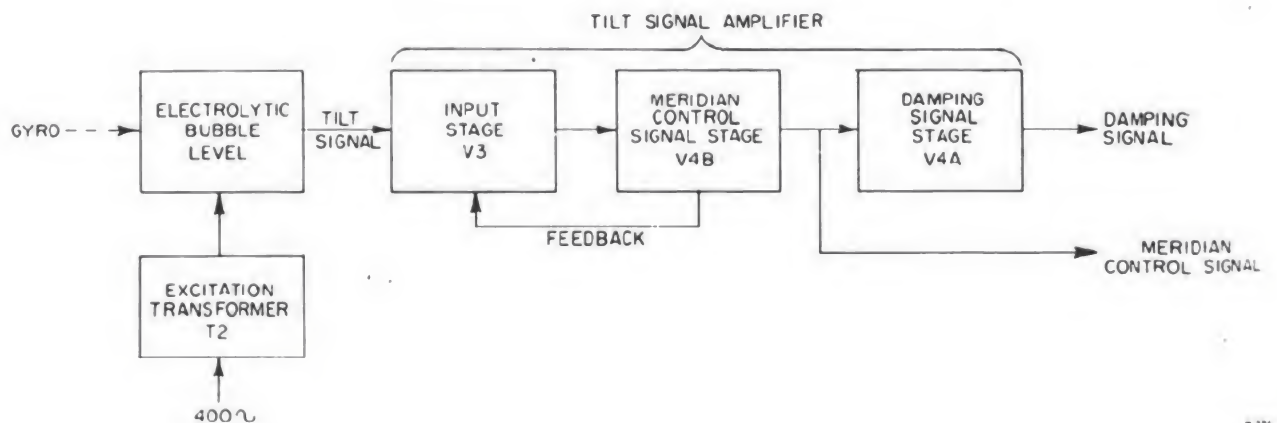 TILT SIGNAL AMPLIFIER
GYRO
ELECTROLYTIC
BUBBLE
LEVEL
TILT
SIGNAL
INPUT
STAGE
V3
MERIDIAN
CONTROL
SIGNAL STAGE
V4B
DAMPING
SIGNAL
STAGE
V4A
DAMPING
SIGNAL
FEEDBACK
MERIDIAN
CONTROL SIGNAL
EXCITATION
TRANSFORMER
T2
400~